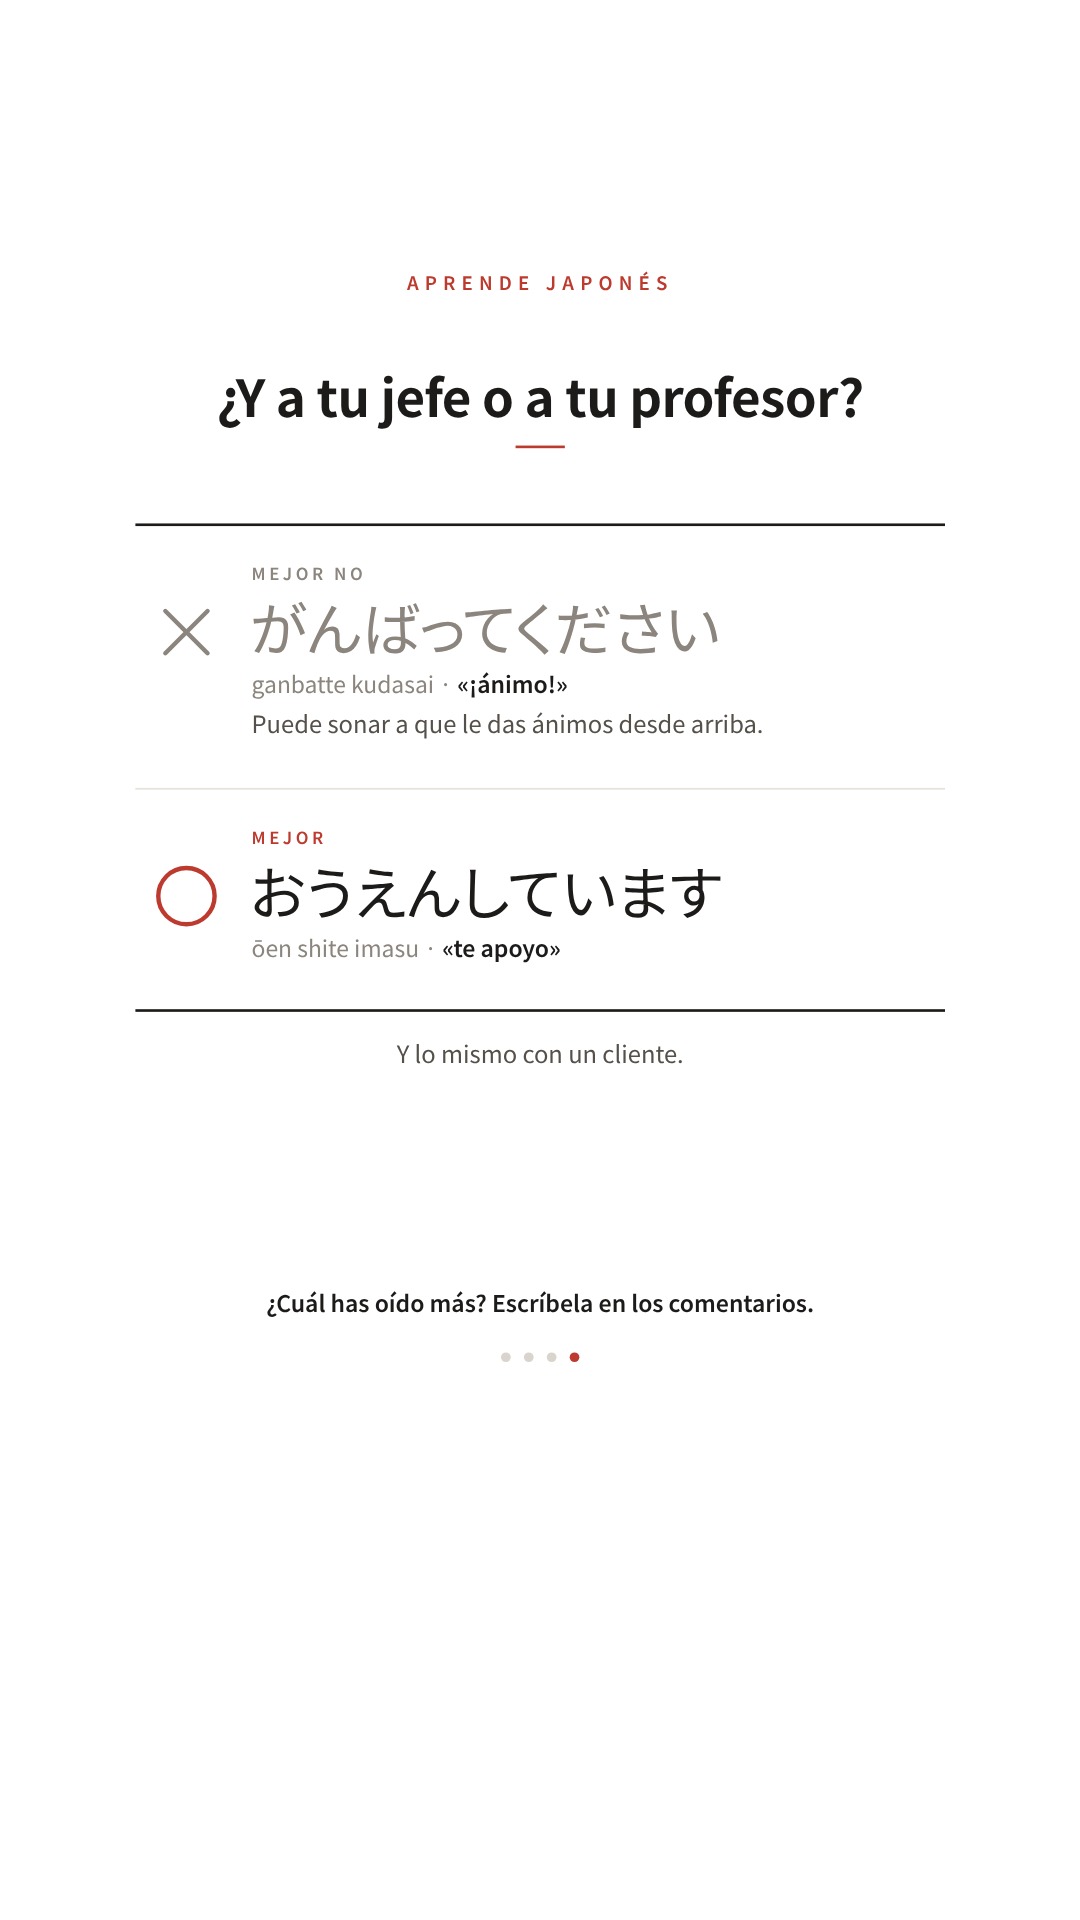 APRENDE JAPONÉS
¿Y a tu jefe o a tu profesor?
MEJOR NO
がんばってください
ganbatte kudasai · «¡ánimo!»
Puede sonar a que le das ánimos desde arriba.
MEJOR
おうえんしています
ōen shite imasu · «te apoyo»
Y lo mismo con un cliente.
¿Cuál has oído más? Escríbela en los comentarios.